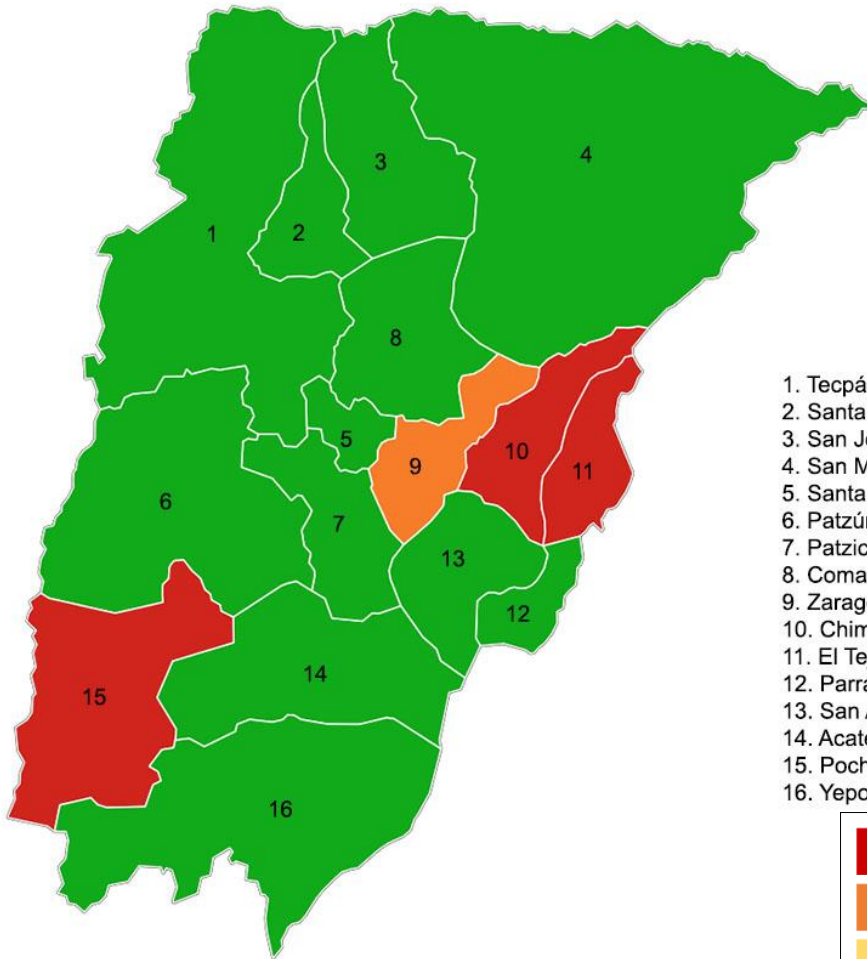 4
3
2
1
8
5
10
9
11
6
7
13
12
14
15
16
1. Tecpá
2. Santa
3. San J
4. San M
5. Santa
6. Patzú
7. Patzic
8. Coma
9. Zarag
10. Chim
11. El Te
12. Parra
13. San
14. Acate
15. Poch
16. Yepo